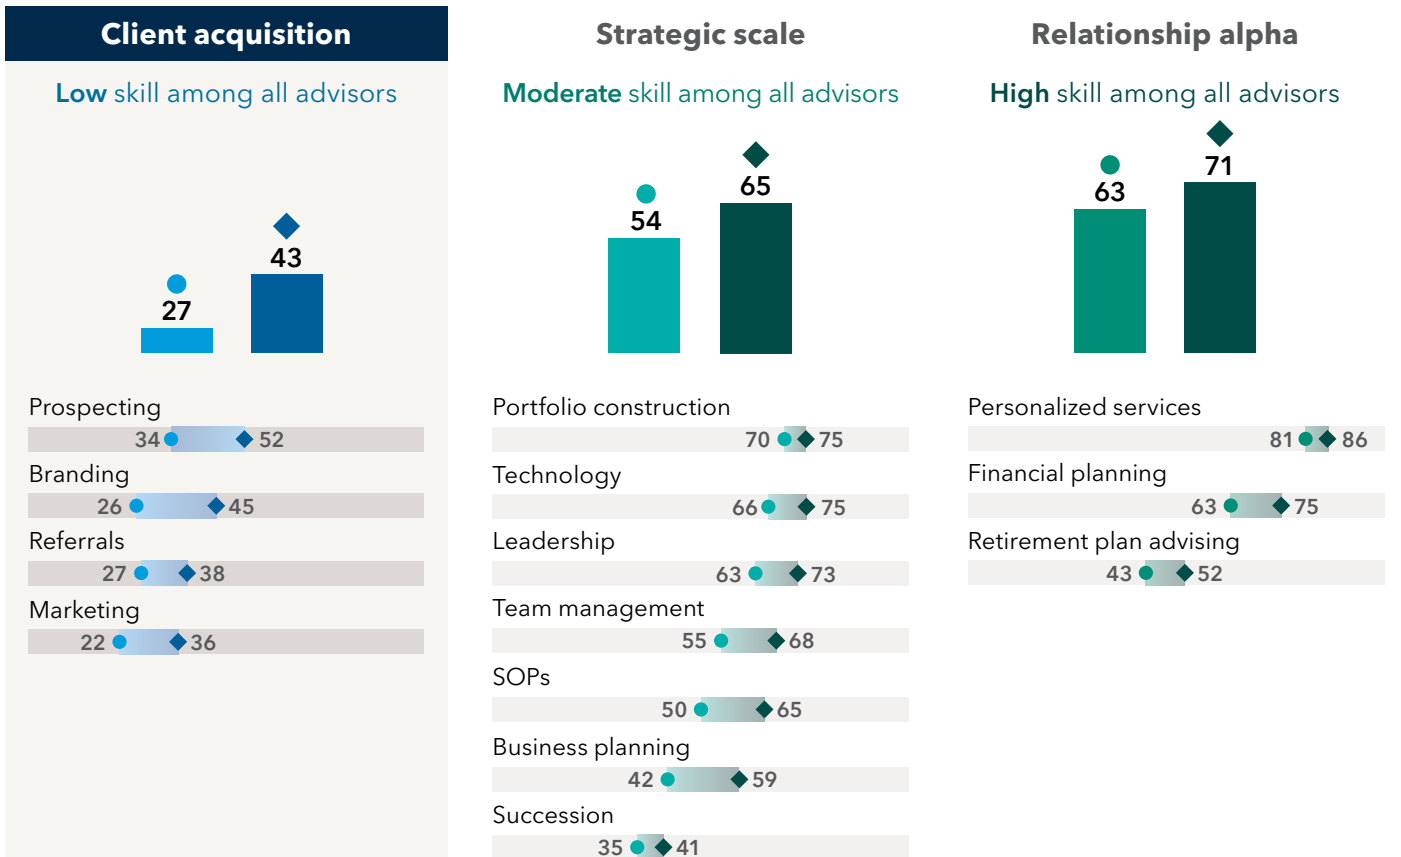 Client acquisition
Low skill among all advisors
27
43
Prospecting
34 52
Branding
26 45
Referrals
27 38
Marketing
22 36
Strategic scale
Moderate skill among all advisors
54
65
Portfolio construction
70 75
Technology
66 75
Leadership
63 73
Team management
55 68
SOPs
50 65
Business planning
42 59
Succession
35 41
Relationship alpha
High skill among all advisors
63
71
Personalized services
81 86
Financial planning
63 75
Retirement plan advising
43 52